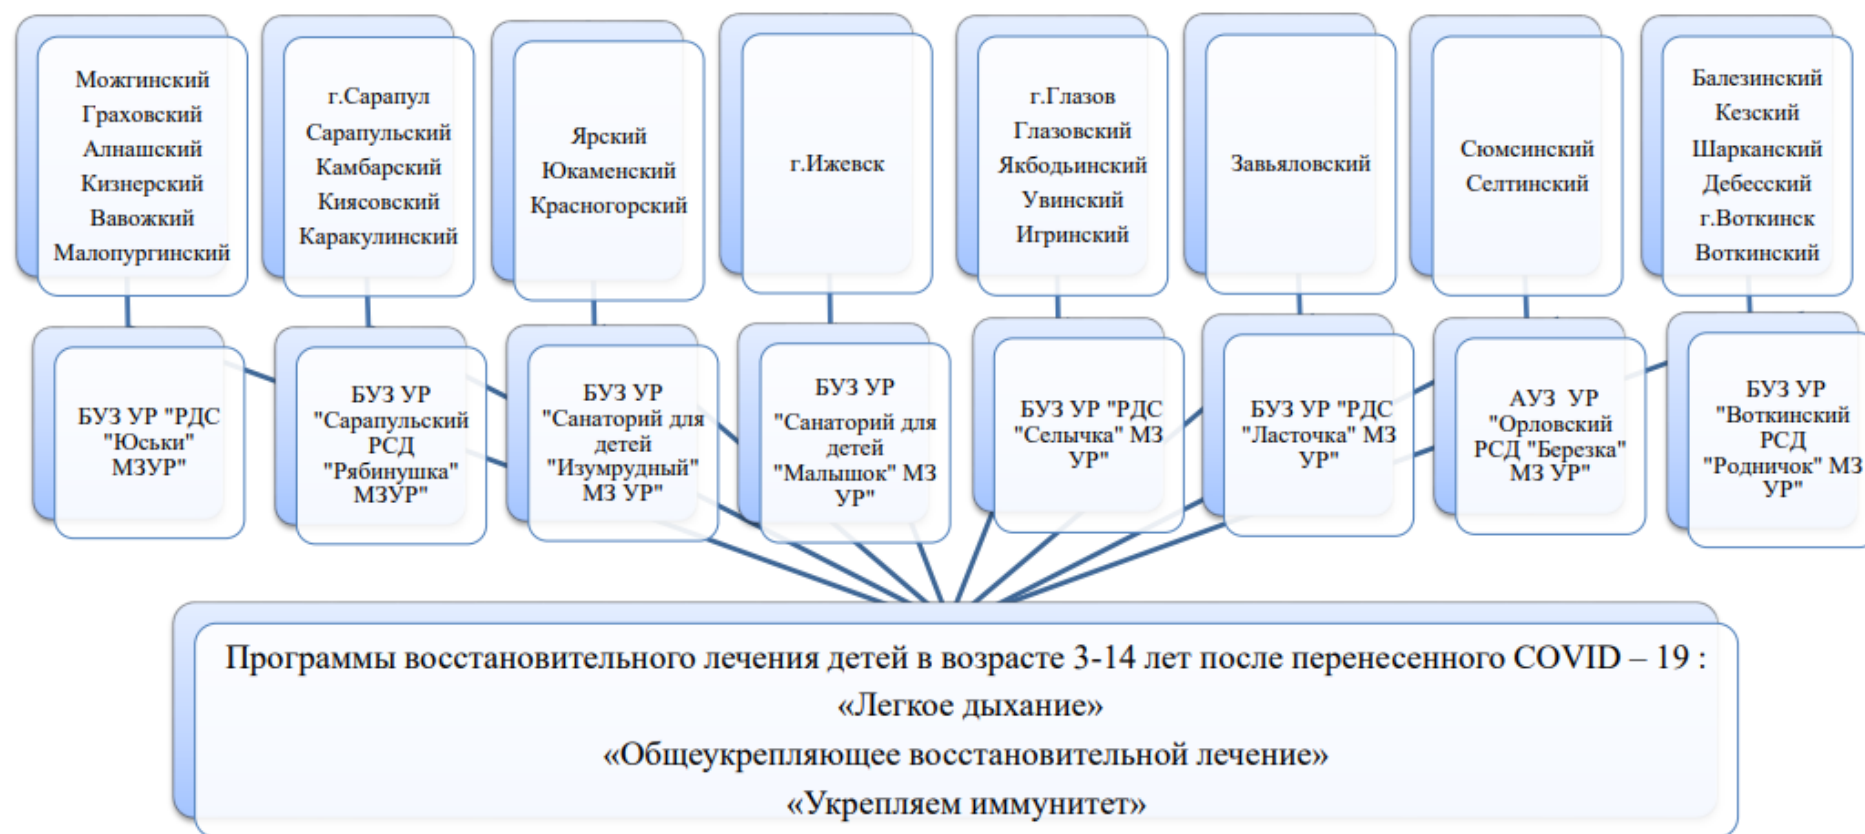 Можгинский
Граховский
Алнашский
Кизнерский
Вавожкий
Малопургинский
г.Сарапул
Сарапульский
Камбарский
Киясовский
Каракулинский
Ярский
Юкаменский
Красногорский
г.Ижевск
г.Глазов
Глазовский
Якбодьинский
Увинский
Игринский
Завьяловский
Сюмсинский
Селтинский
Балезинский
Кезский
Шарканский
Дебесский
г.Воткинск
Воткинский
БУЗ УР "РДС
"Юськи"
МЗУР"
БУЗ УР
"Сарапульский
РСД
"Рябинушка"
МЗУР"
БУЗ УР
"Санаторий для
детей
"Изумрудный"
МЗ УР"
БУЗ УР
"Санаторий для
детей
"Малышок" МЗ
УР"
БУЗ УР "РДС
"Селычка" МЗ
УР"
БУЗ УР "РДС
"Ласточка" МЗ
УР"
АУЗ УР
"Орловский
РСД "Березка"
МЗ УР"
БУЗ УР
"Воткинский
РСД
"Родничок" МЗ
УР"
Программы восстановительного лечения детей в возрасте 3-14 лет после перенесенного COVID – 19 :
«Легкое дыхание»
«Общеукрепляющее восстановительной лечение»
«Укрепляем иммунитет»